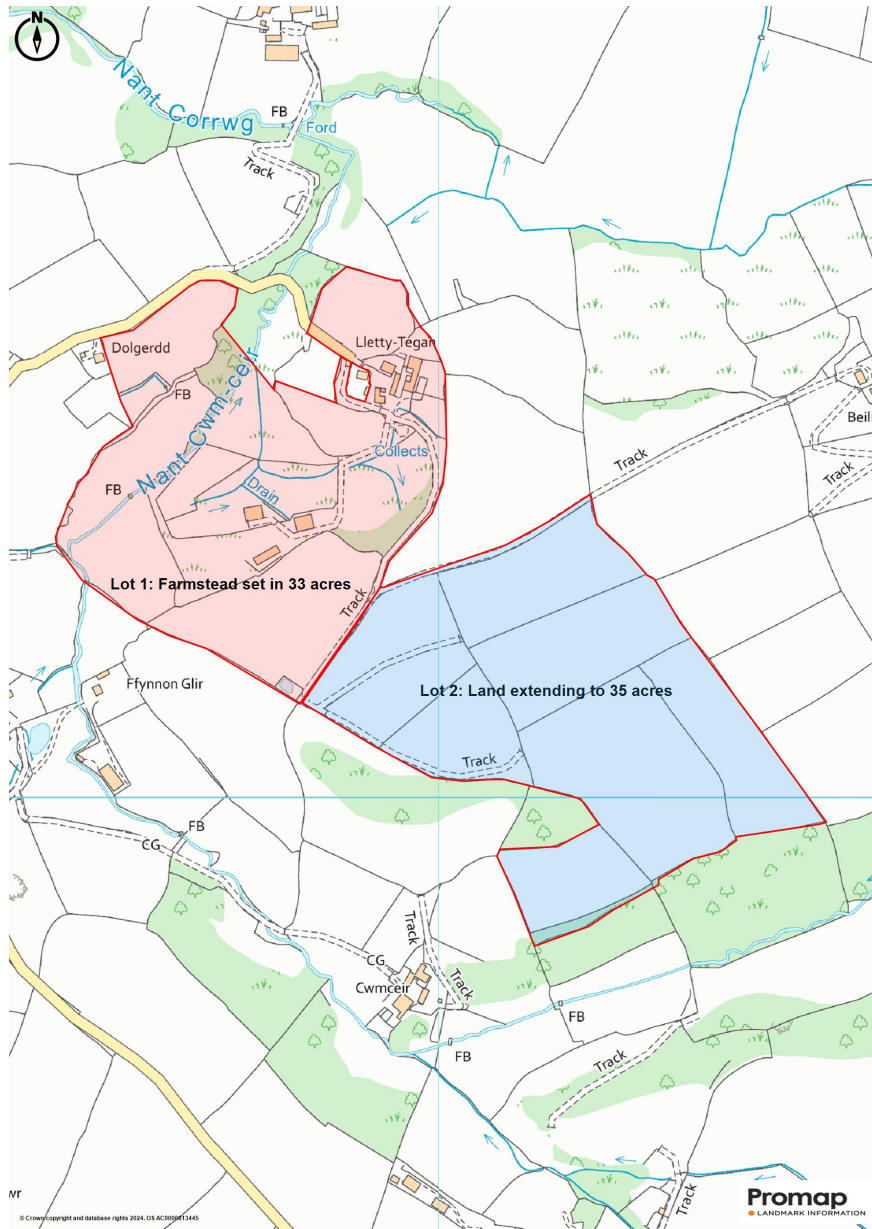 N
Nant Corrwg
FB
Ford
Track
Lletty-Tegan
Dolgerdd
FB
Nant Cwm-ceir
Collects
FB
Drain
Track
Beili
Track
Lot 1: Farmstead set in 33 acres
Track
Ffynnon Glir
Lot 2: Land extending to 35 acres
Track
FB
CG
Track
CG
Track
Cwmceir
FB
FB
Track
Track
wr
© Crown copyright and database rights 2024. OS AC0000813445
Promap
LANDMARK INFORMATION